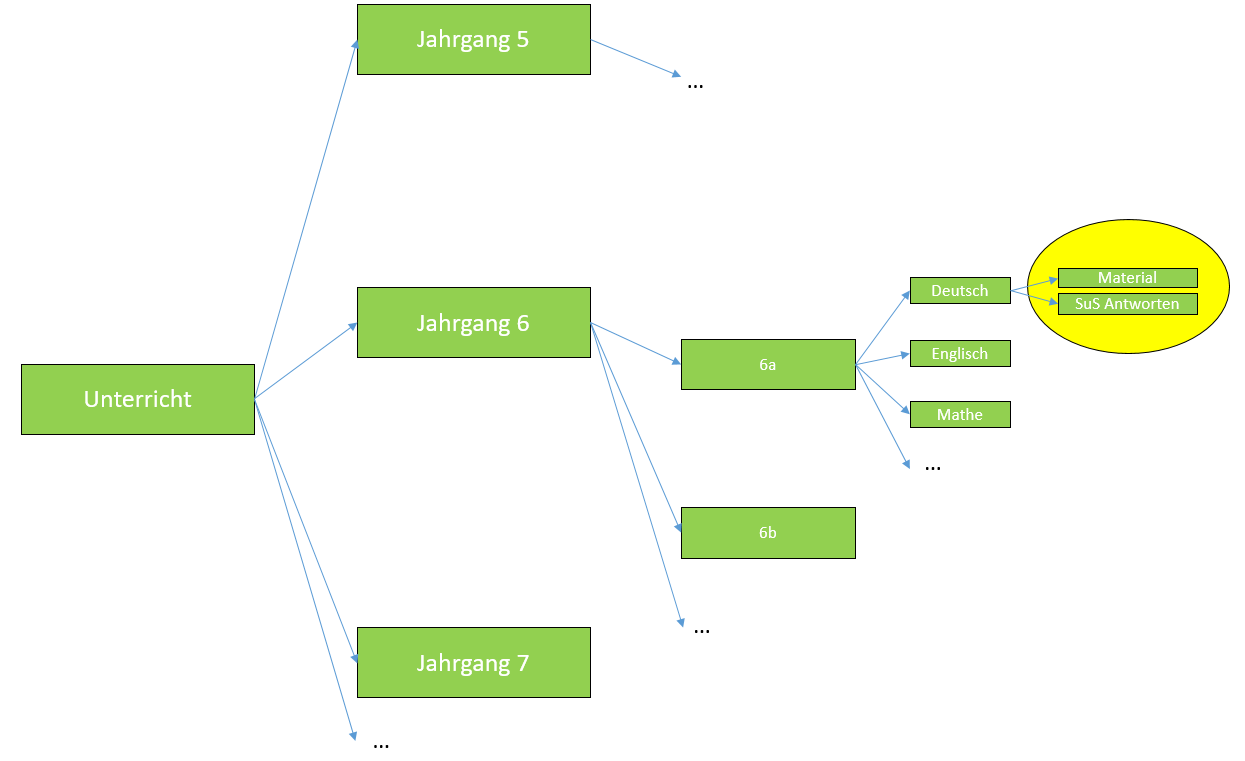 Jahrgang 5
...
Material
Deutsch
SuS Antworten
Jahrgang 6
Englisch
6a
Unterricht
Mathe
...
6b
...
Jahrgang 7
...